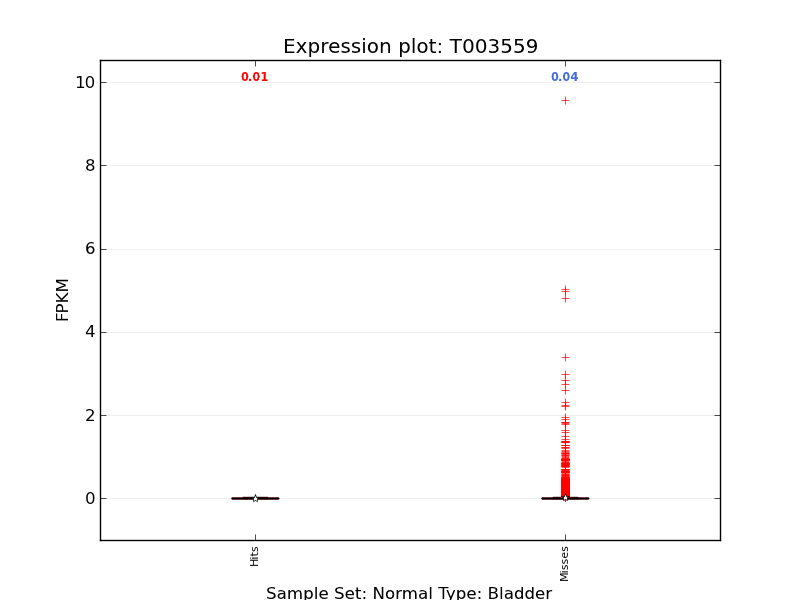 Expression plot: T003559
0.01 0.04
10
8
6
4
2
0
FPKM
Hits Misses
Sample Set: Normal Type: Bladder